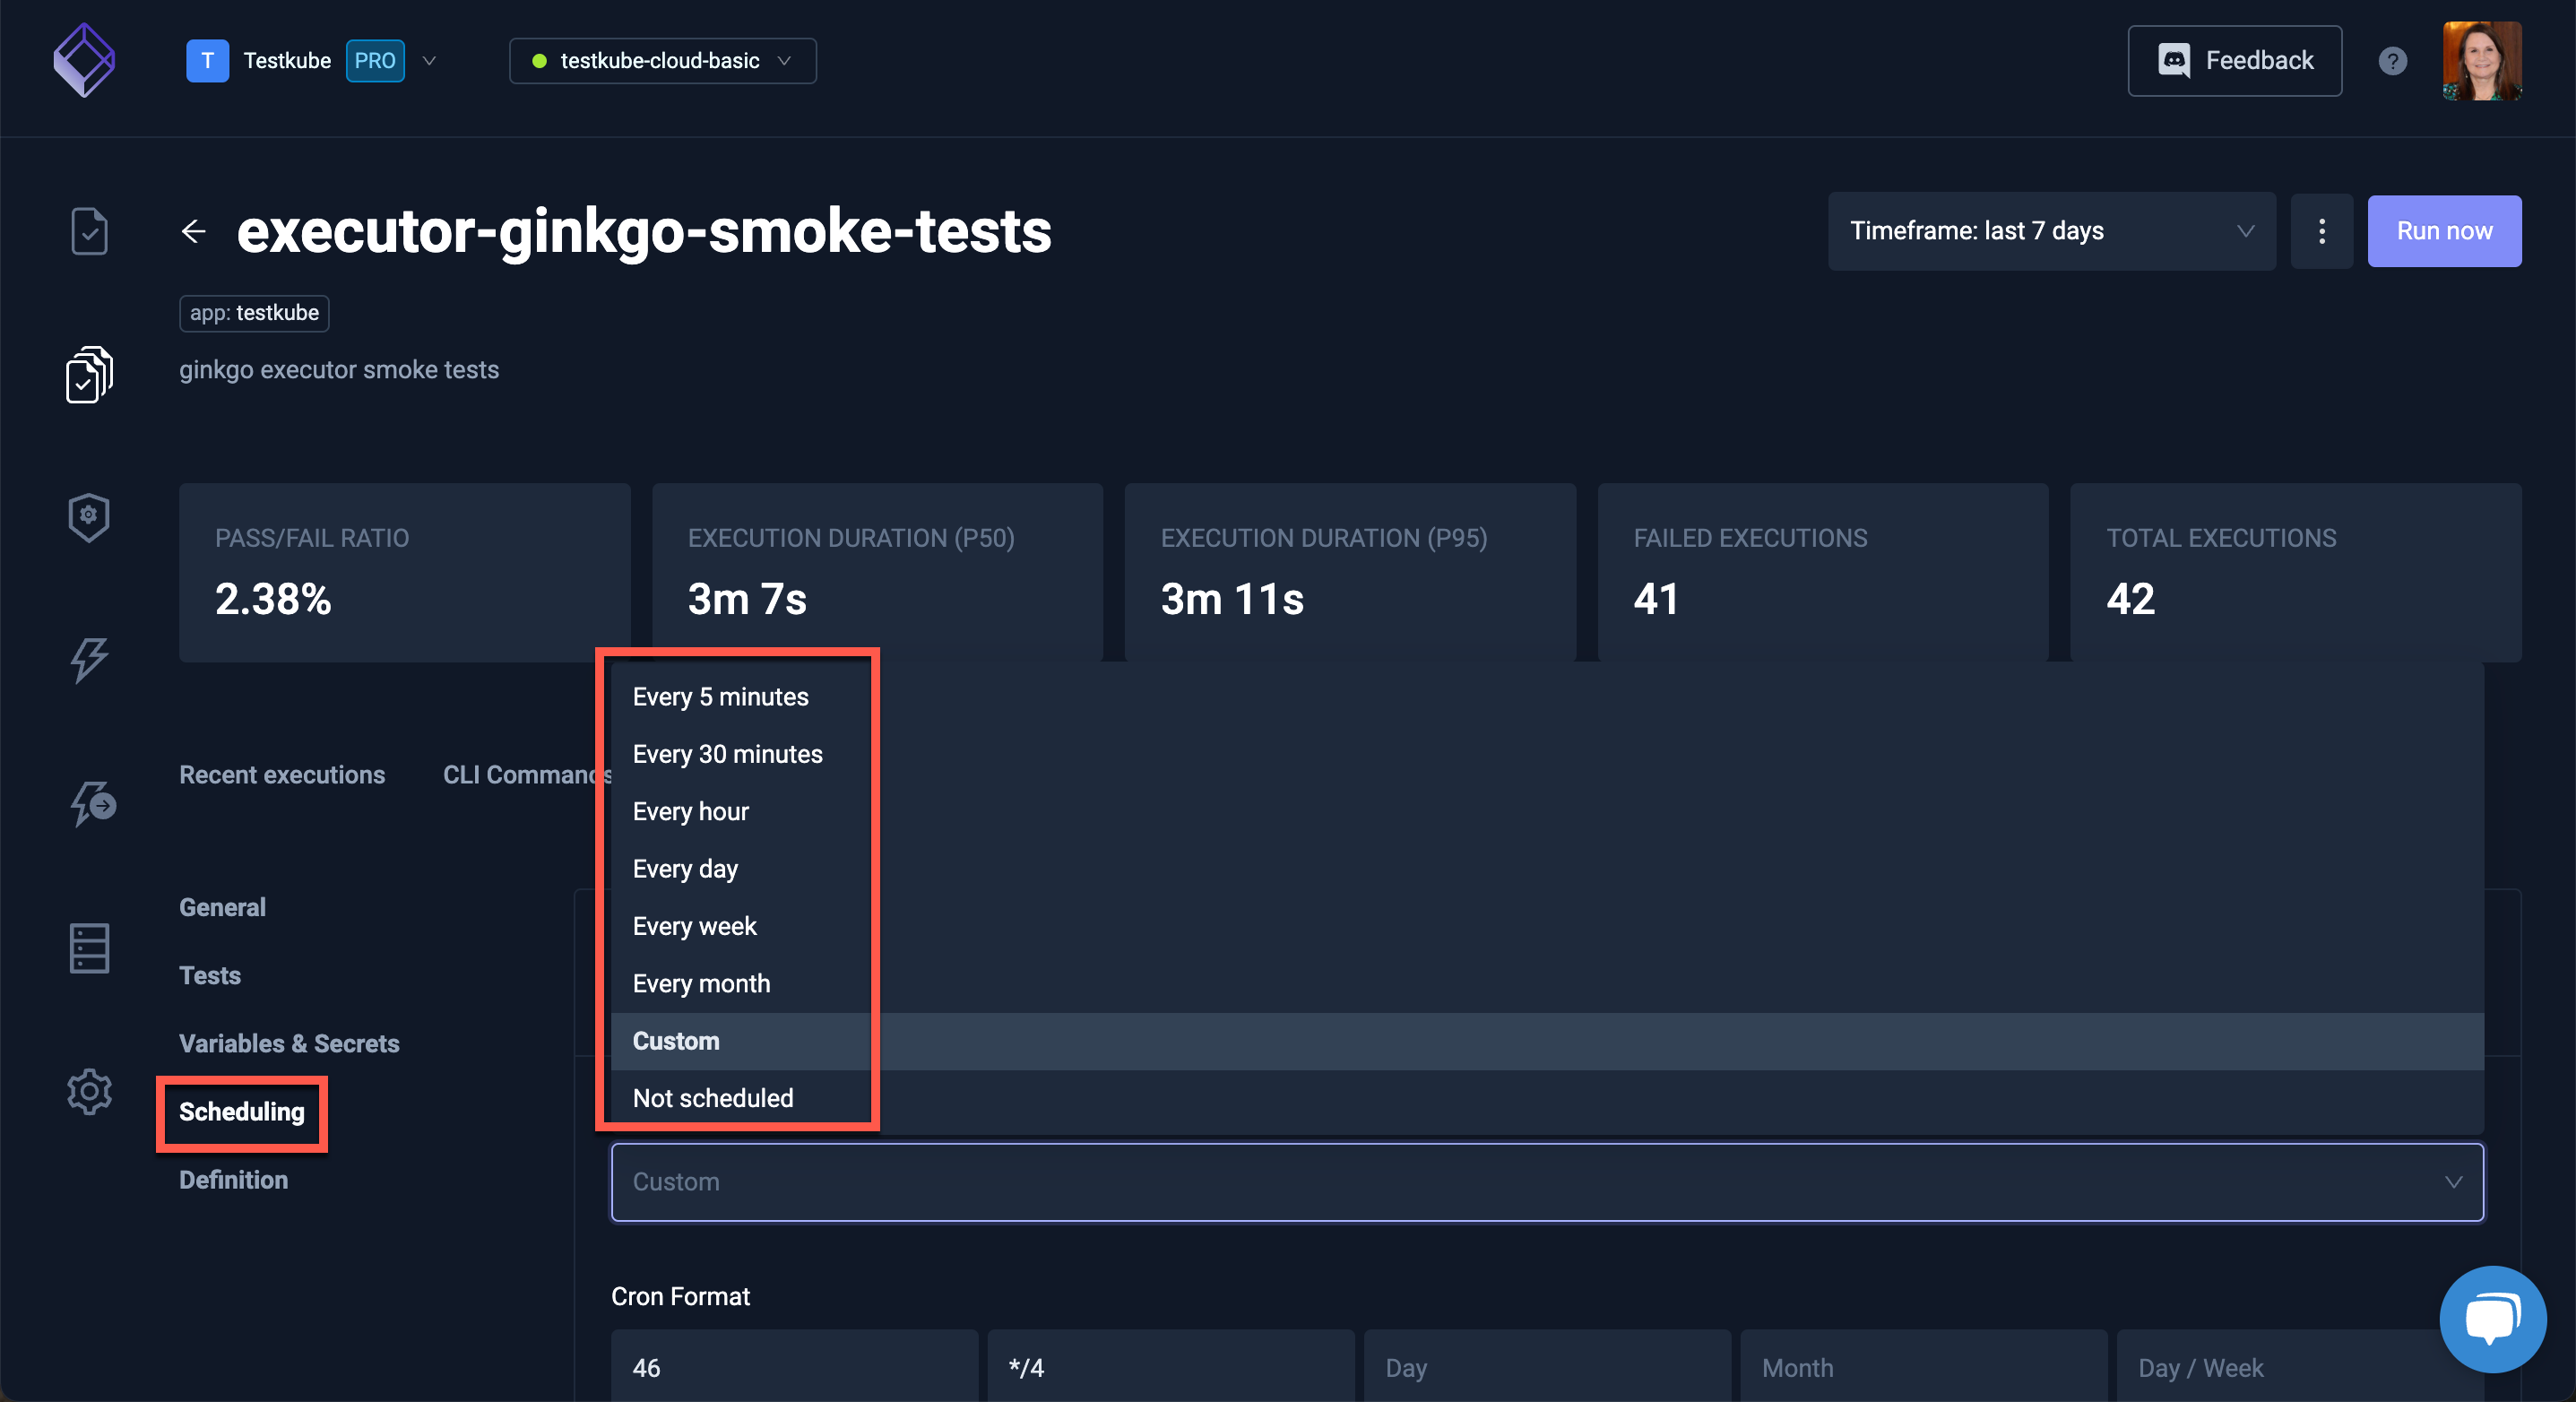 T Testkube PRO testkube-cloud-basic Feedback ?
executor-ginkgo-smoke-tests Timeframe: last 7 days Run now
app: testkube
ginkgo executor smoke tests
PASS/FAIL RATIO EXECUTION DURATION (P50) EXECUTION DURATION (P95) FAILED EXECUTIONS TOTAL EXECUTIONS
2.38% 3m 7s 3m 11s 41 42
Recent executions CLI Commands
Every 5 minutes
Every 30 minutes
Every hour
Every day
Every week
Every month
Custom
Not scheduled
General
Tests
Variables & Secrets
Scheduling
Definition
Custom
Cron Format
46 */4 Day Month Day / Week